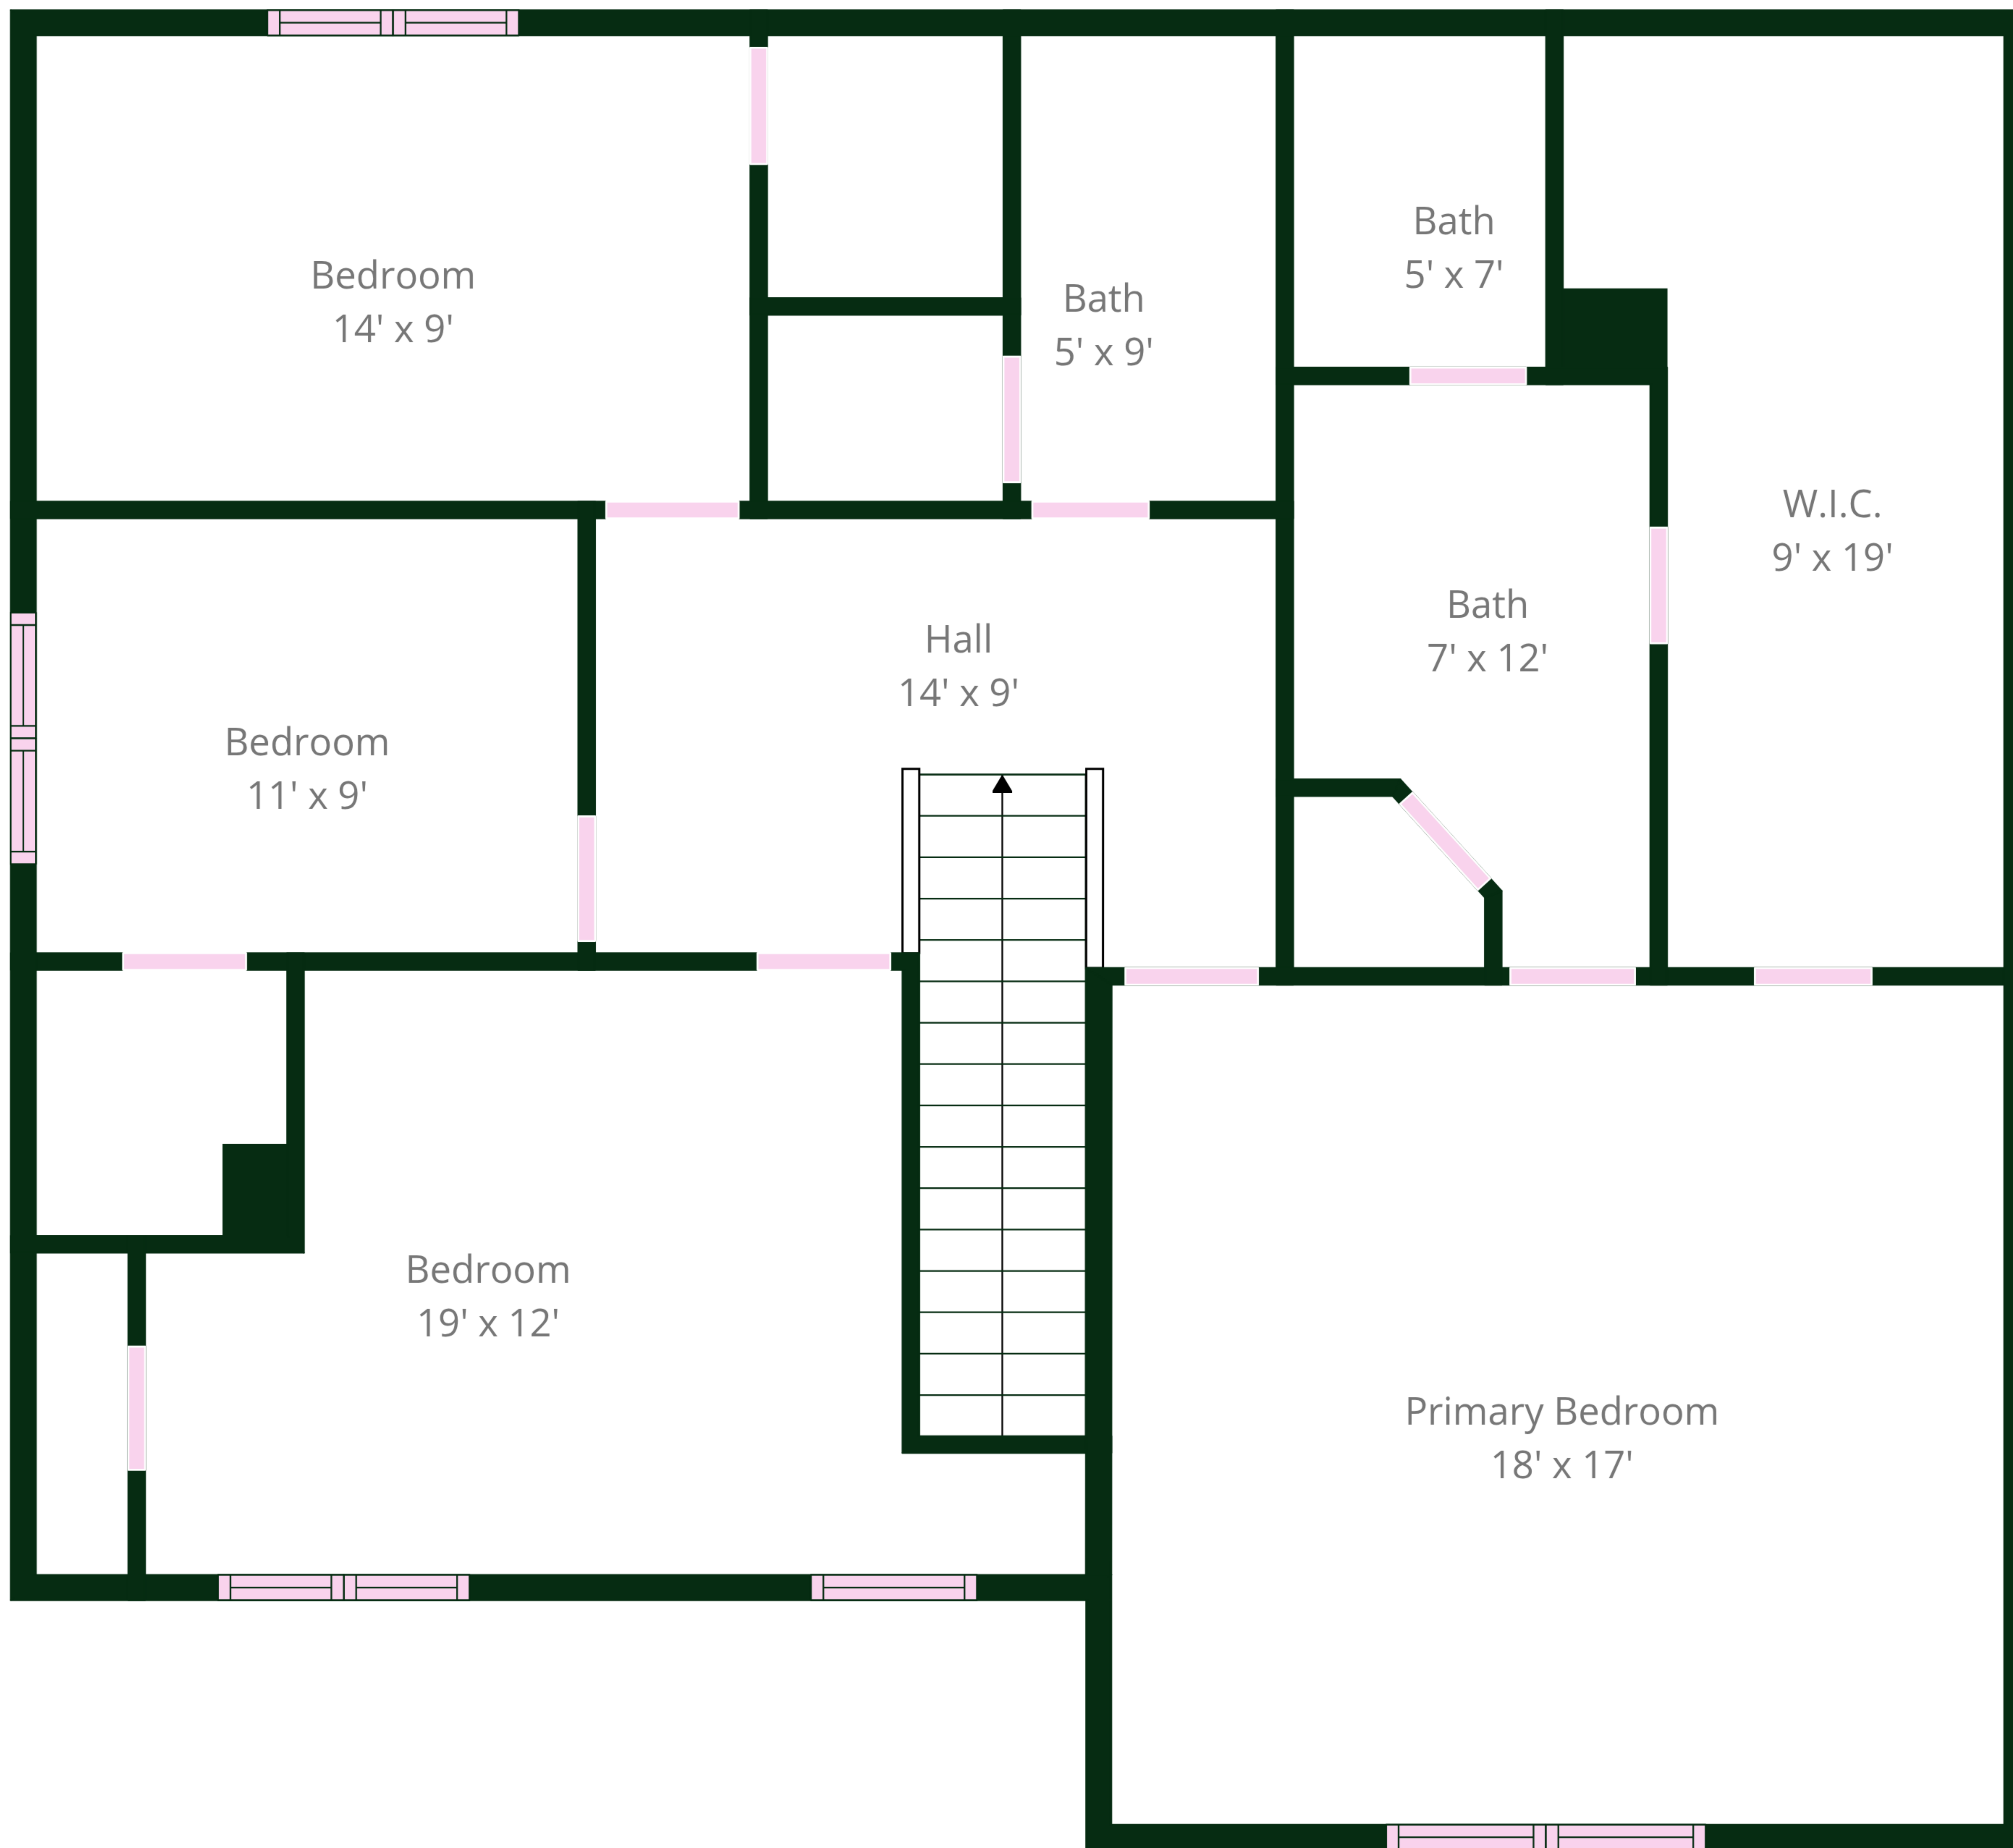 Bedroom
14' x 9'
Bath
5' x 9'
Bath
5' x 7'
W.I.C.
9' x 19'
Bath
7' x 12'
Hall
14' x 9'
Bedroom
11' x 9'
Bedroom
19' x 12'
Primary Bedroom
18' x 17'